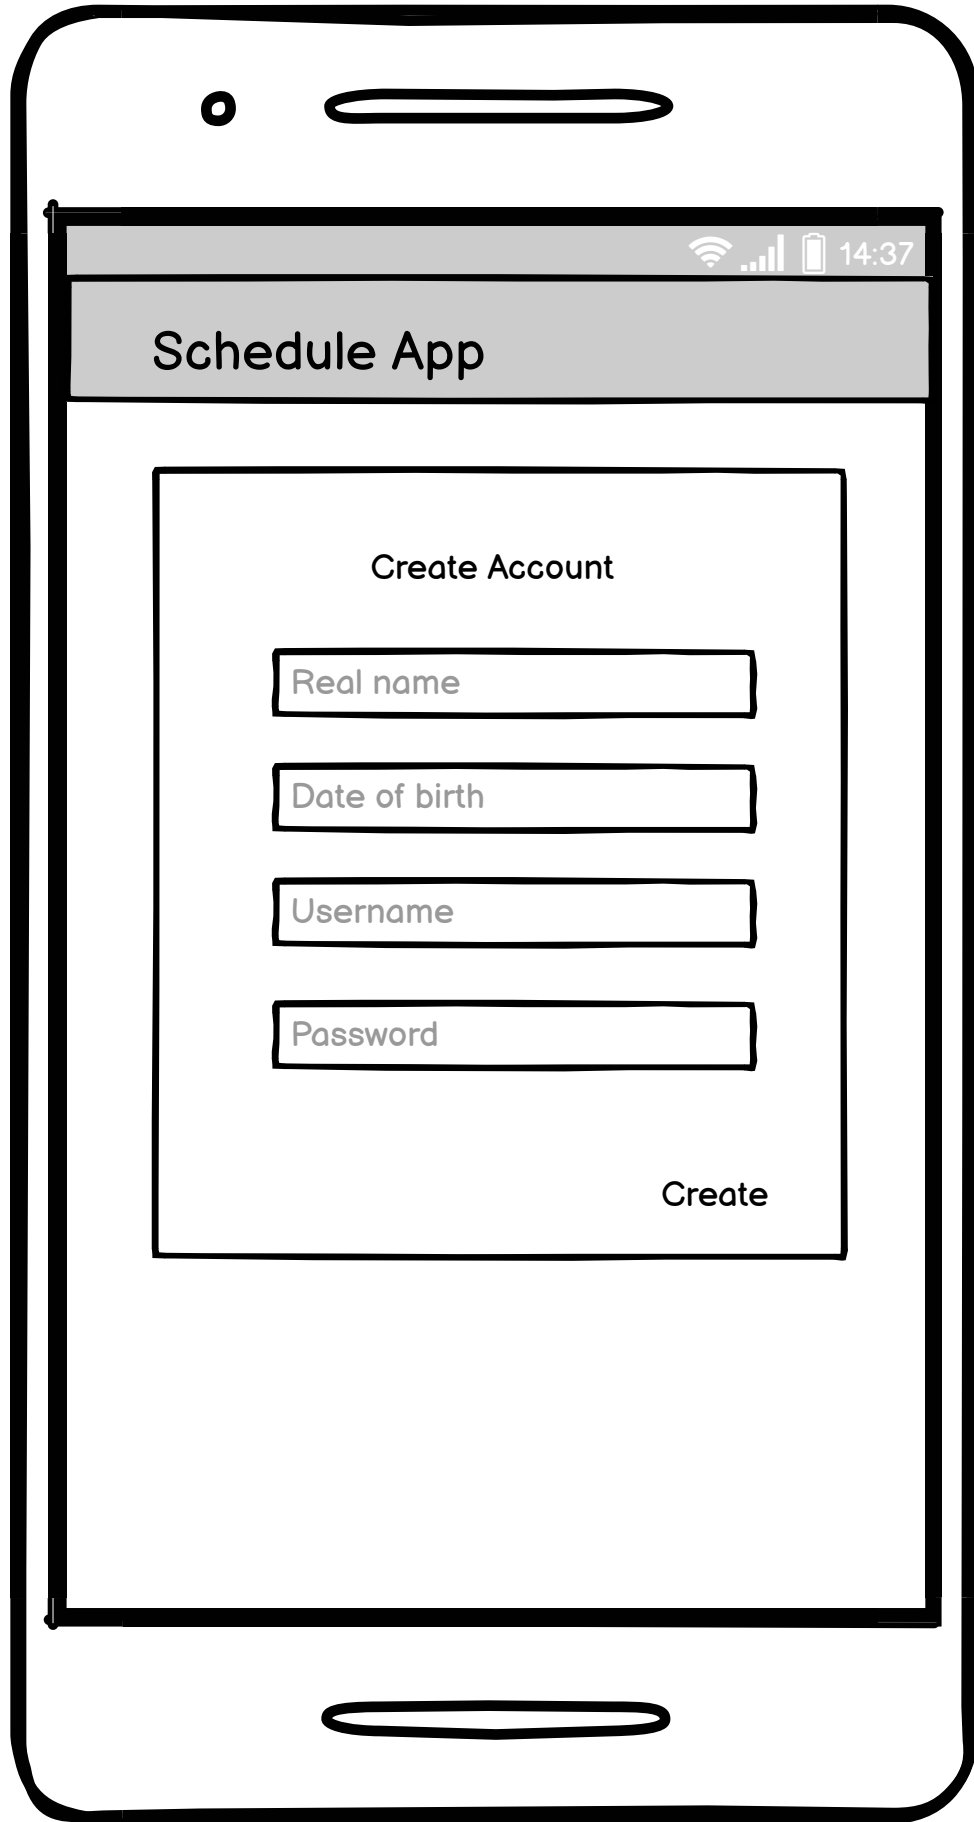 14:37
Schedule App
Create Account
Real name
Date of birth
Username
Password
Create